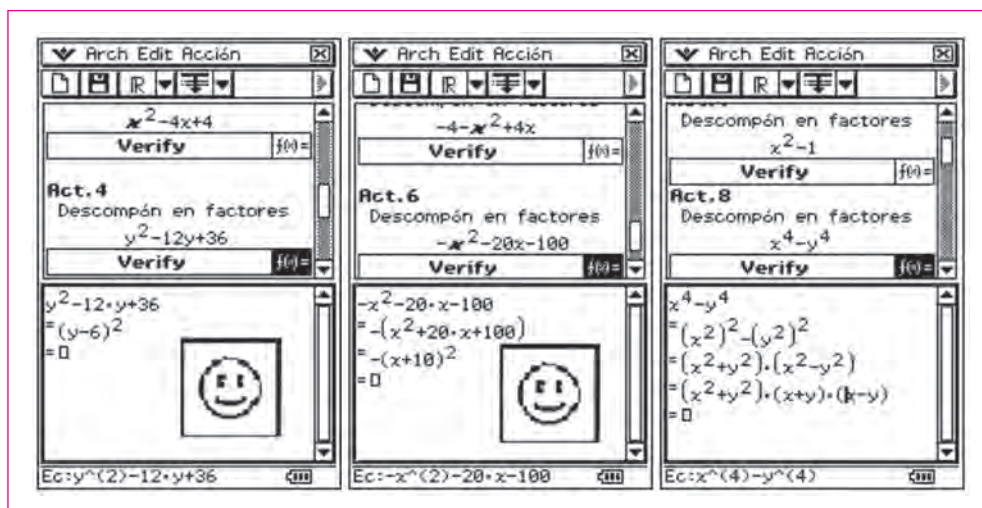 Arch Edit Acción
x²-4x+4
Verify
Act.4
Descompón en factores
y²-12y+36
Verify
y²-12·y+36
=(y-6)²
=□
Ec:y^(2)-12·y+36
Arch Edit Acción
-4-x²+4x
Verify
Act.6
Descompón en factores
-x²-20x-100
Verify
-x²-20·x-100
=-(x²+20·x+100)
=-(x+10)²
=□
Ec:-x^(2)-20·x-100
Arch Edit Acción
Descompón en factores
x²-1
Verify
Act.8
Descompón en factores
x⁴-y⁴
Verify
x⁴-y⁴
=(x²)²-(y²)²
=(x²+y²)·(x²-y²)
=(x²+y²)·(x+y)·(x-y)
=□
Ec:x^(4)-y^(4)